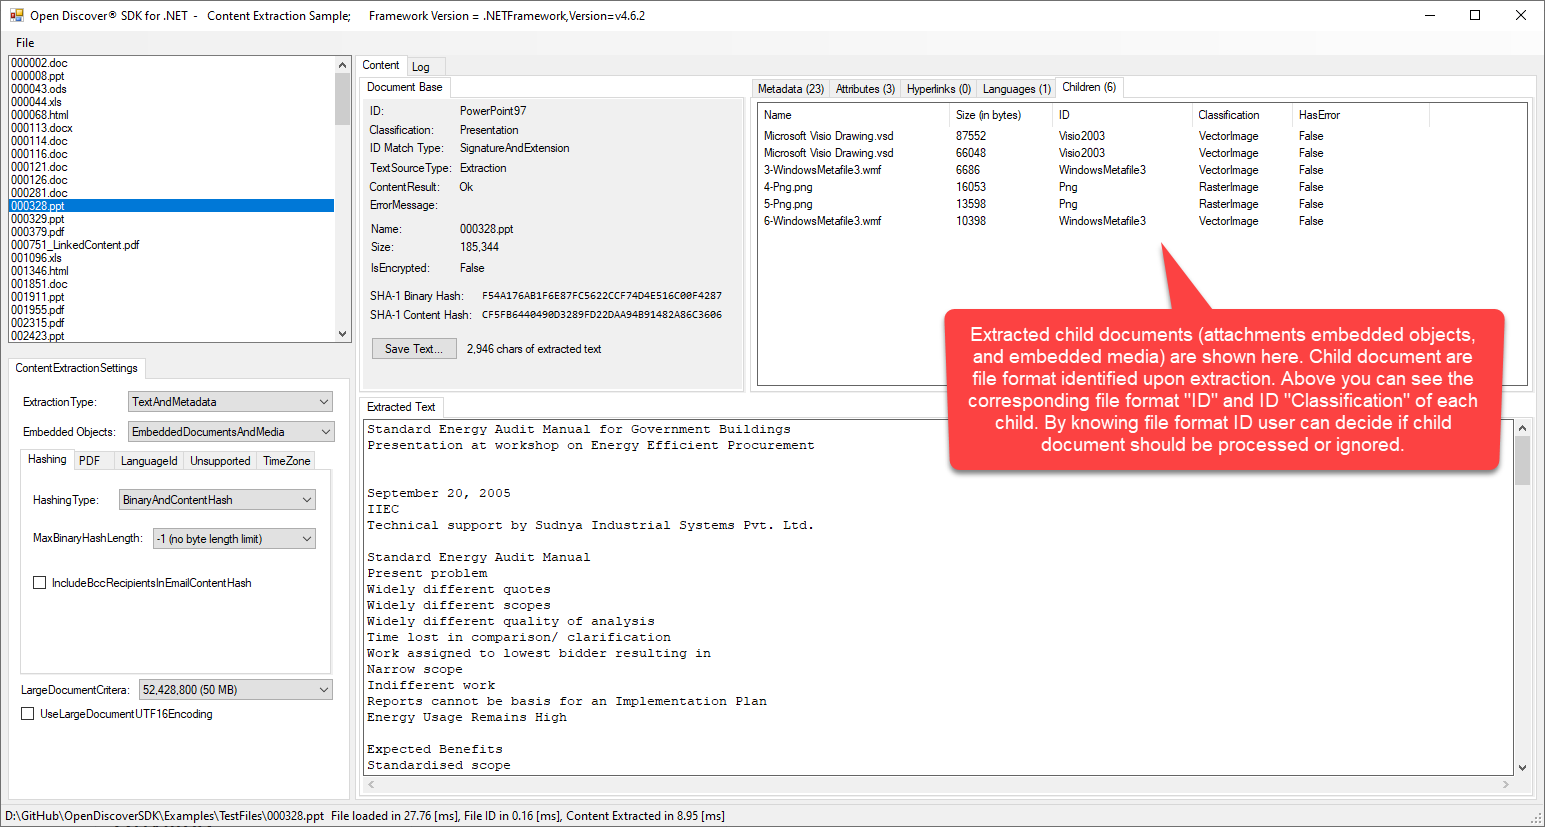 Open Discover® SDK for .NET  -   Content Extraction Sample;      Framework Version = .NETFramework,Version=v4.6.2
File
000002.doc
000008.ppt
000043.ods
000044.xls
000068.html
000113.docx
000114.doc
000116.doc
000121.doc
000126.doc
000281.doc
000328.ppt
000329.ppt
000379.pdf
000751_LinkedContent.pdf
001096.xls
001346.html
001851.doc
001911.ppt
001955.pdf
002315.pdf
002423.ppt
ContentExtractionSettings
ExtractionType: TextAndMetadata
Embedded Objects: EmbeddedDocumentsAndMedia
Hashing PDF LanguageId Unsupported TimeZone
HashingType: BinaryAndContentHash
MaxBinaryHashLength: -1 (no byte length limit)
IncludeBccRecipientsInEmailContentHash
LargeDocumentCritera: 52,428,800 (50 MB)
UseLargeDocumentUTF16Encoding
Content Log
Document Base
ID: PowerPoint97
Classification: Presentation
ID Match Type: SignatureAndExtension
TextSourceType: Extraction
ContentResult: Ok
ErrorMessage:
Name: 000328.ppt
Size: 185,344
IsEncrypted: False
SHA-1 Binary Hash: F54A176AB1F6E87FC5622CCF74D4E516C00F4287
SHA-1 Content Hash: CF5FB6440490D3289FD22DAA94B91482A86C3606
Save Text... 2,946 chars of extracted text
Metadata (23) Attributes (3) Hyperlinks (0) Languages (1) Children (6)
Name Size (in bytes) ID Classification HasError
Microsoft Visio Drawing.vsd 87552 Visio2003 VectorImage False
Microsoft Visio Drawing.vsd 66048 Visio2003 VectorImage False
3-WindowsMetafile3.wmf 6686 WindowsMetafile3 VectorImage False
4-Png.png 16053 Png RasterImage False
5-Png.png 13598 Png RasterImage False
6-WindowsMetafile3.wmf 10398 WindowsMetafile3 VectorImage False
Extracted child documents (attachments embedded objects,
and embedded media) are shown here. Child document are
file format identified upon extraction. Above you can see the
corresponding file format "ID" and ID "Classification" of each
child. By knowing file format ID user can decide if child
document should be processed or ignored.
Extracted Text
Standard Energy Audit Manual for Government Buildings
Presentation at workshop on Energy Efficient Procurement
September 20, 2005
IIEC
Technical support by Sudnya Industrial Systems Pvt. Ltd.
Standard Energy Audit Manual
Present problem
Widely different quotes
Widely different scopes
Widely different quality of analysis
Time lost in comparison/ clarification
Work assigned to lowest bidder resulting in
Narrow scope
Indifferent work
Reports cannot be basis for an Implementation Plan
Energy Usage Remains High
Expected Benefits
Standardised scope
D:\GitHub\OpenDiscoverSDK\Examples\TestFiles\000328.ppt  File loaded in 27.76 [ms], File ID in 0.16 [ms], Content Extracted in 8.95 [ms]